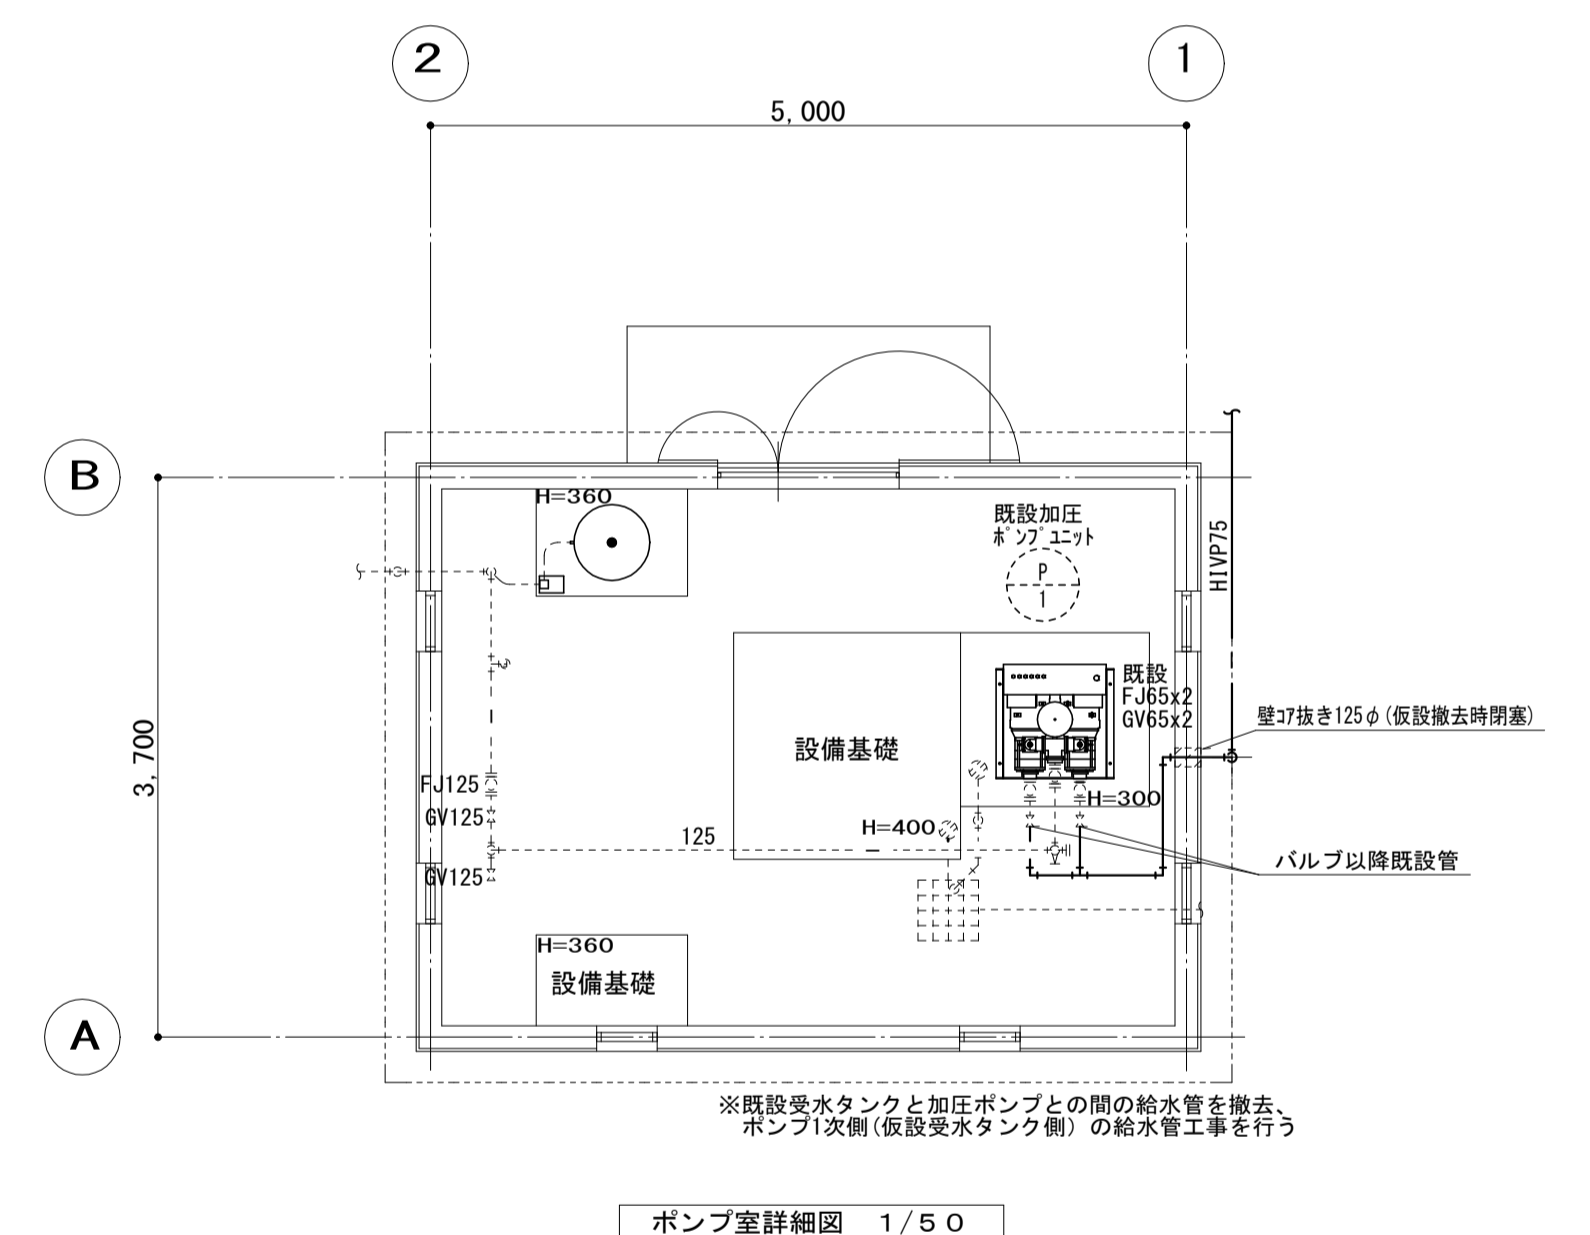 2
1
5,000
B
H=360
既設加圧
ポンプユニット
P
1
HIVP75
既設
FJ65x2
GV65x2
壁コア抜き125φ(仮設撤去時閉塞)
3,700
設備基礎
FJ125
H=300
GV125
125
H=400
バルブ以降既設管
GV125
H=360
設備基礎
A
※既設受水タンクと加圧ポンプとの間の給水管を撤去、
ポンプ1次側(仮設受水タンク側)の給水管工事を行う
ポンプ室詳細図 1/50